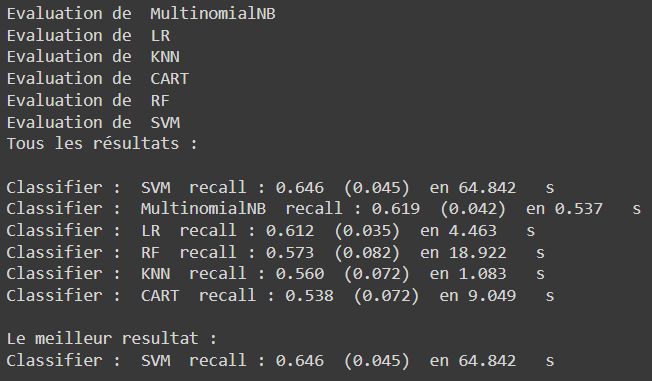 Evaluation de  MultinomialNB
Evaluation de  LR
Evaluation de  KNN
Evaluation de  CART
Evaluation de  RF
Evaluation de  SVM
Tous les résultats :
Classifier :  SVM  recall : 0.646  (0.045)  en 64.842   s
Classifier :  MultinomialNB  recall : 0.619  (0.042)  en 0.537   s
Classifier :  LR  recall : 0.612  (0.035)  en 4.463   s
Classifier :  RF  recall : 0.573  (0.082)  en 18.922   s
Classifier :  KNN  recall : 0.560  (0.072)  en 1.083   s
Classifier :  CART  recall : 0.538  (0.072)  en 9.049   s
Le meilleur resultat :
Classifier :  SVM  recall : 0.646  (0.045)  en 64.842   s